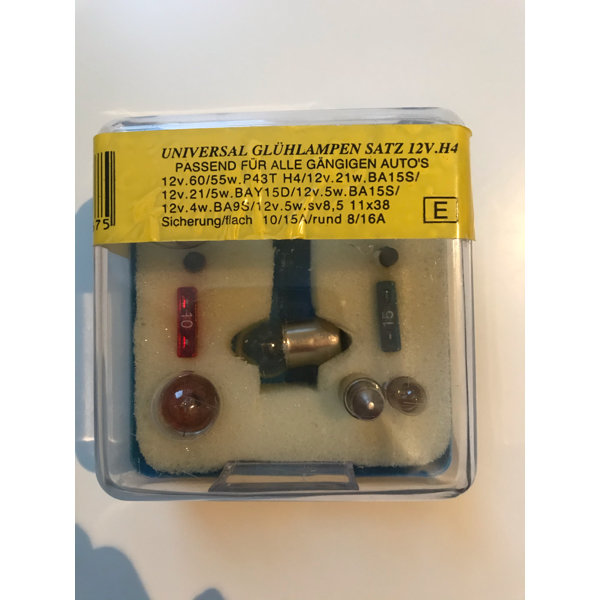 UNIVERSAL GLÜHLAMPEN SATZ 12V.H4
PASSEND FÜR ALLE GÄNGIGEN AUTO'S
12v.60/55w.P43T H4/12v.21w.BA15S/
12v.21/5w.BAY15D/12v.5w.BA15S/
12v.4w.BA9S/12v.5w.sv8,5 11x38
Sicherung/flach 10/15A/rund 8/16A
E
75
10
15